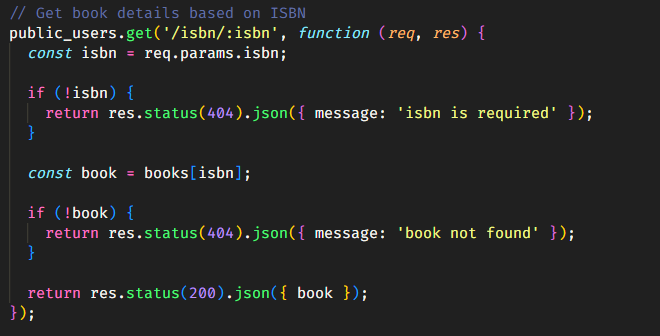 // Get book details based on ISBN
public_users.get('/isbn/:isbn', function (req, res) {
  const isbn = req.params.isbn;

  if (!isbn) {
    return res.status(404).json({ message: 'isbn is required' });
  }

  const book = books[isbn];

  if (!book) {
    return res.status(404).json({ message: 'book not found' });
  }

  return res.status(200).json({ book });
});